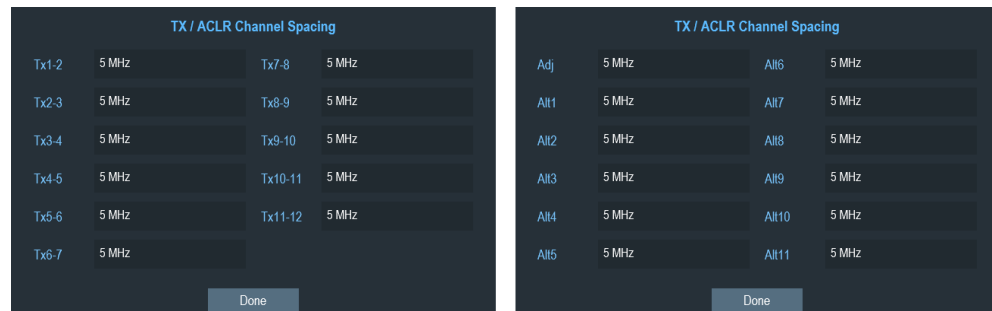 TX / ACLR Channel Spacing
Tx1-2 5 MHz Tx7-8 5 MHz
Tx2-3 5 MHz Tx8-9 5 MHz
Tx3-4 5 MHz Tx9-10 5 MHz
Tx4-5 5 MHz Tx10-11 5 MHz
Tx5-6 5 MHz Tx11-12 5 MHz
Tx6-7 5 MHz
Done
TX / ACLR Channel Spacing
Adj 5 MHz Alt6 5 MHz
Alt1 5 MHz Alt7 5 MHz
Alt2 5 MHz Alt8 5 MHz
Alt3 5 MHz Alt9 5 MHz
Alt4 5 MHz Alt10 5 MHz
Alt5 5 MHz Alt11 5 MHz
Done